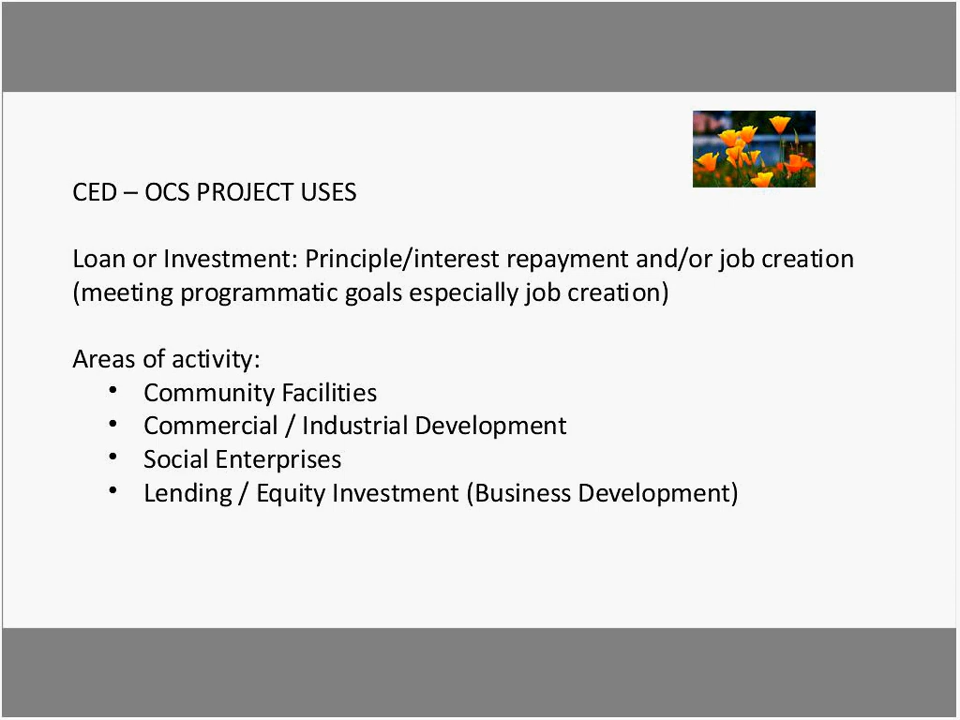 CED – OCS PROJECT USES
Loan or Investment: Principle/interest repayment and/or job creation
(meeting programmatic goals especially job creation)
Areas of activity:
• Community Facilities
• Commercial / Industrial Development
• Social Enterprises
• Lending / Equity Investment (Business Development)